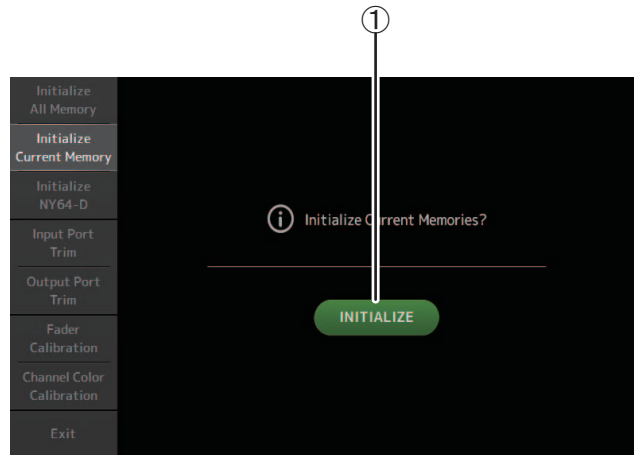 ①
Initialize
All Memory
Initialize
Current Memory
Initialize
NY64-D
Input Port
Trim
Output Port
Trim
Fader
Calibration
Channel Color
Calibration
Exit
Initialize Current Memories?
INITIALIZE